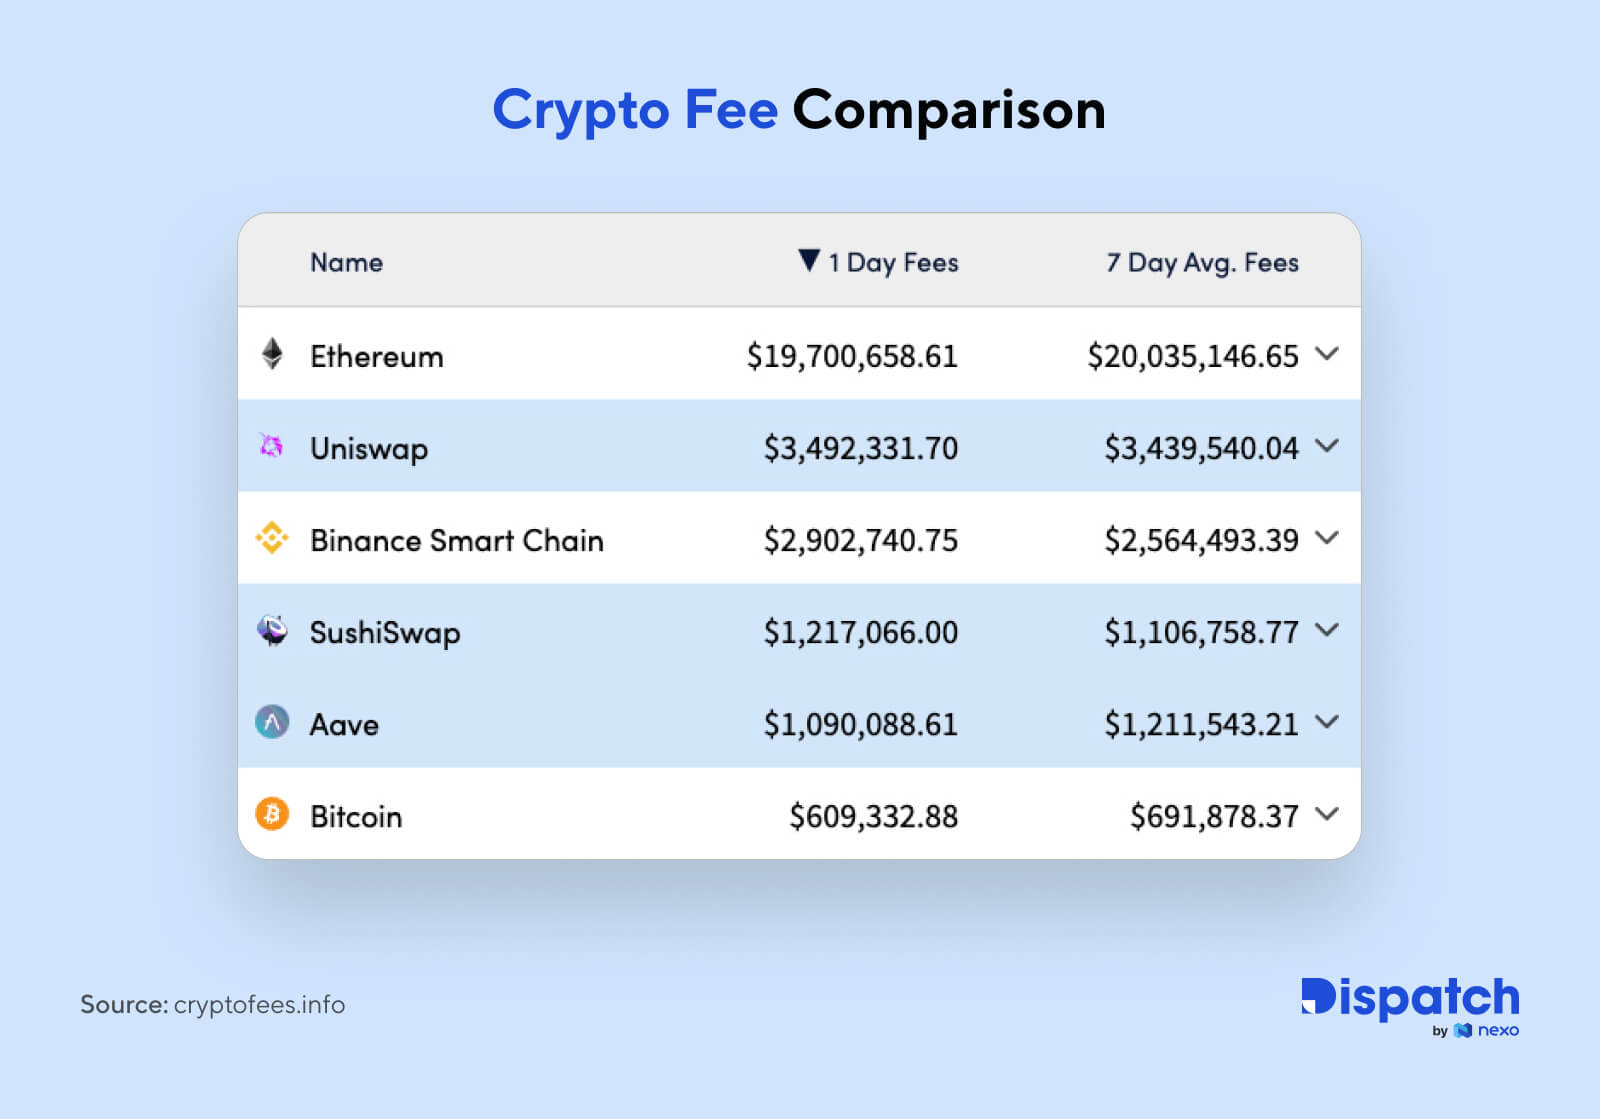 Crypto Fee Comparison
Name ▼ 1 Day Fees 7 Day Avg. Fees
Ethereum $19,700,658.61 $20,035,146.65
Uniswap $3,492,331.70 $3,439,540.04
Binance Smart Chain $2,902,740.75 $2,564,493.39
SushiSwap $1,217,066.00 $1,106,758.77
Aave $1,090,088.61 $1,211,543.21
Bitcoin $609,332.88 $691,878.37
Source: cryptofees.info
Dispatch
by nexo